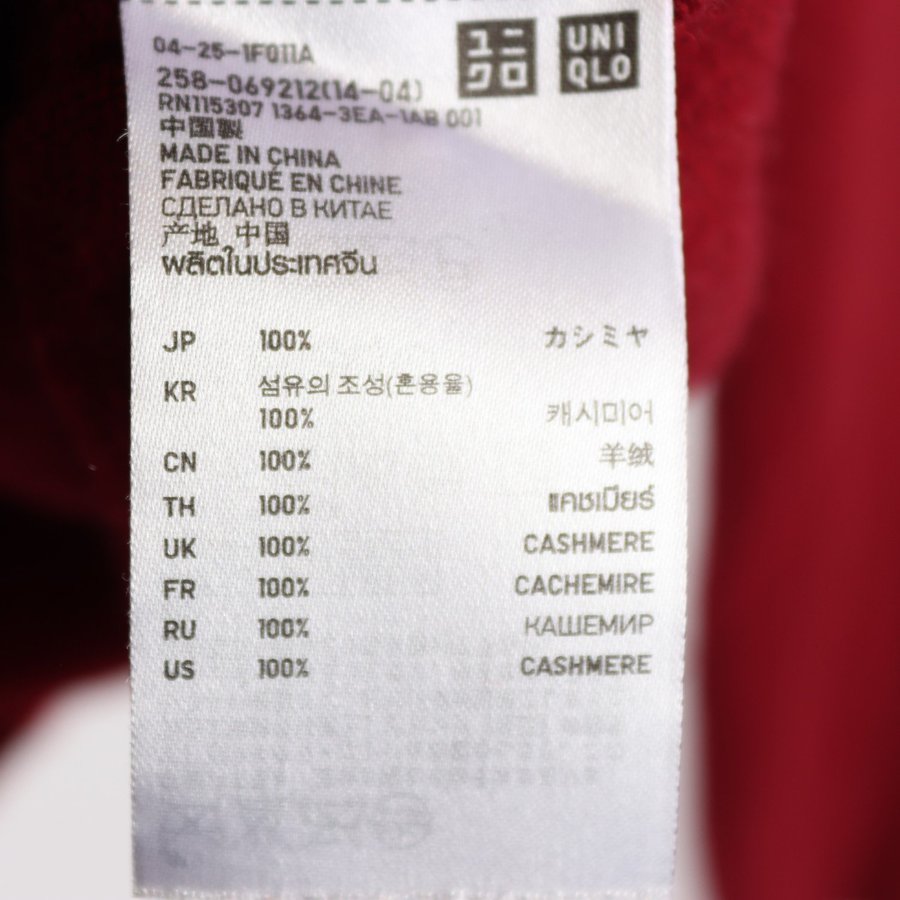 04-25-1F011A
ユニ
クロ
UNI
QLO
258-069212(14-04)
RN115307 1364-3EA-1AB 001
中国製
MADE IN CHINA
FABRIQUÉ EN CHINE
СДЕЛАНО В КИТАЕ
产地 中国
ผลิตในประเทศจีน
JP 100% カシミヤ
KR 섬유의 조성(혼용율)
100% 캐시미어
CN 100% 羊绒
TH 100% แคชเมียร์
UK 100% CASHMERE
FR 100% CACHEMIRE
RU 100% КАШЕМИР
US 100% CASHMERE